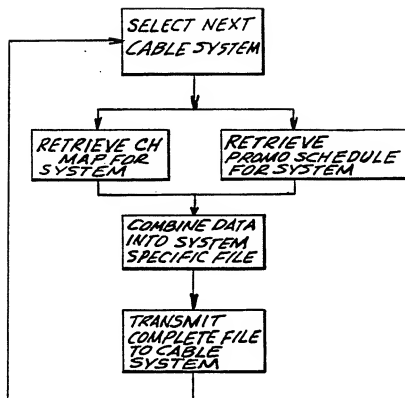 SELECT NEXT
CABLE SYSTEM
RETRIEVE CH
MAP FOR
SYSTEM
RETRIEVE
PROMO SCHEDULE
FOR SYSTEM
COMBINE DATA
INTO SYSTEM
SPECIFIC FILE
TRANSMIT
COMPLETE FILE
TO CABLE
SYSTEM